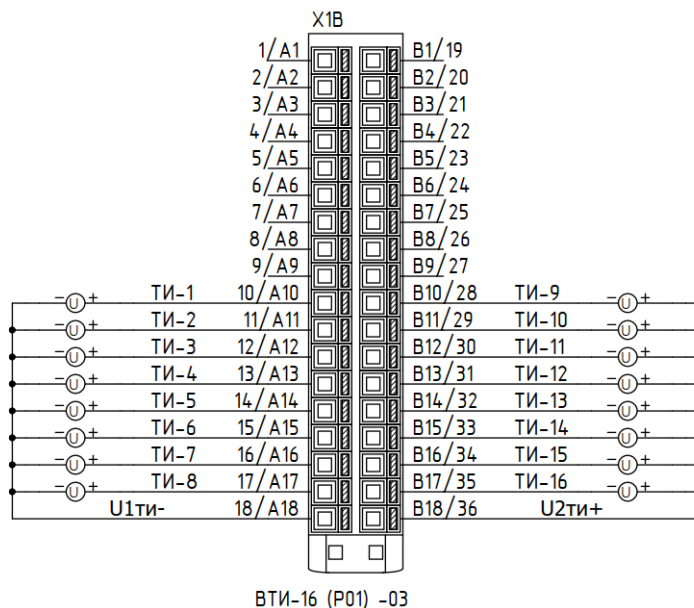 X1B
1/A1 B1/19
2/A2 B2/20
3/A3 B3/21
4/A4 B4/22
5/A5 B5/23
6/A6 B6/24
7/A7 B7/25
8/A8 B8/26
9/A9 B9/27
- U + ТИ-1 10/A10 B10/28 ТИ-9 - U +
- U + ТИ-2 11/A11 B11/29 ТИ-10 - U +
- U + ТИ-3 12/A12 B12/30 ТИ-11 - U +
- U + ТИ-4 13/A13 B13/31 ТИ-12 - U +
- U + ТИ-5 14/A14 B14/32 ТИ-13 - U +
- U + ТИ-6 15/A15 B15/33 ТИ-14 - U +
- U + ТИ-7 16/A16 B16/34 ТИ-15 - U +
- U + ТИ-8 17/A17 B17/35 ТИ-16 - U +
U1ти- 18/A18 B18/36 U2ти+
ВТИ-16 (Р01) -03